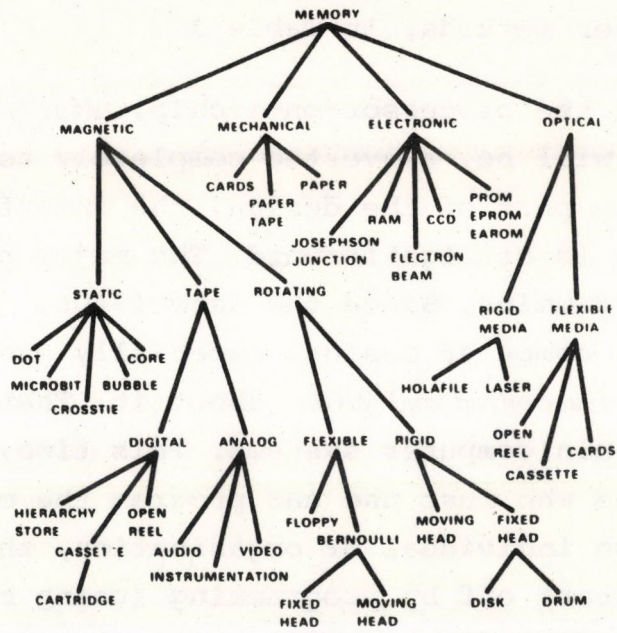 MEMORY
MAGNETIC MECHANICAL ELECTRONIC OPTICAL
CARDS PAPER
PAPER
TAPE
RAM CCD PROM
EPROM
EAROM
JOSEPHSON
JUNCTION
ELECTRON
BEAM
STATIC TAPE ROTATING
RIGID
MEDIA
FLEXIBLE
MEDIA
DOT CORE
MICROBIT BUBBLE
CROSSTIE
HOLAFILE LASER
OPEN
REEL
CASSETTE
CARDS
DIGITAL ANALOG FLEXIBLE RIGID
HIERARCHY
STORE
OPEN
REEL
CASSET E
CARTRIDGE
AUDIO VIDEO
INSTRUMENTATION
FLOPPY
BERNOULLI
MOVING
HEAD
FIXED
HEAD
FIXED
HEAD
MOVING
HEAD
DISK DRUM